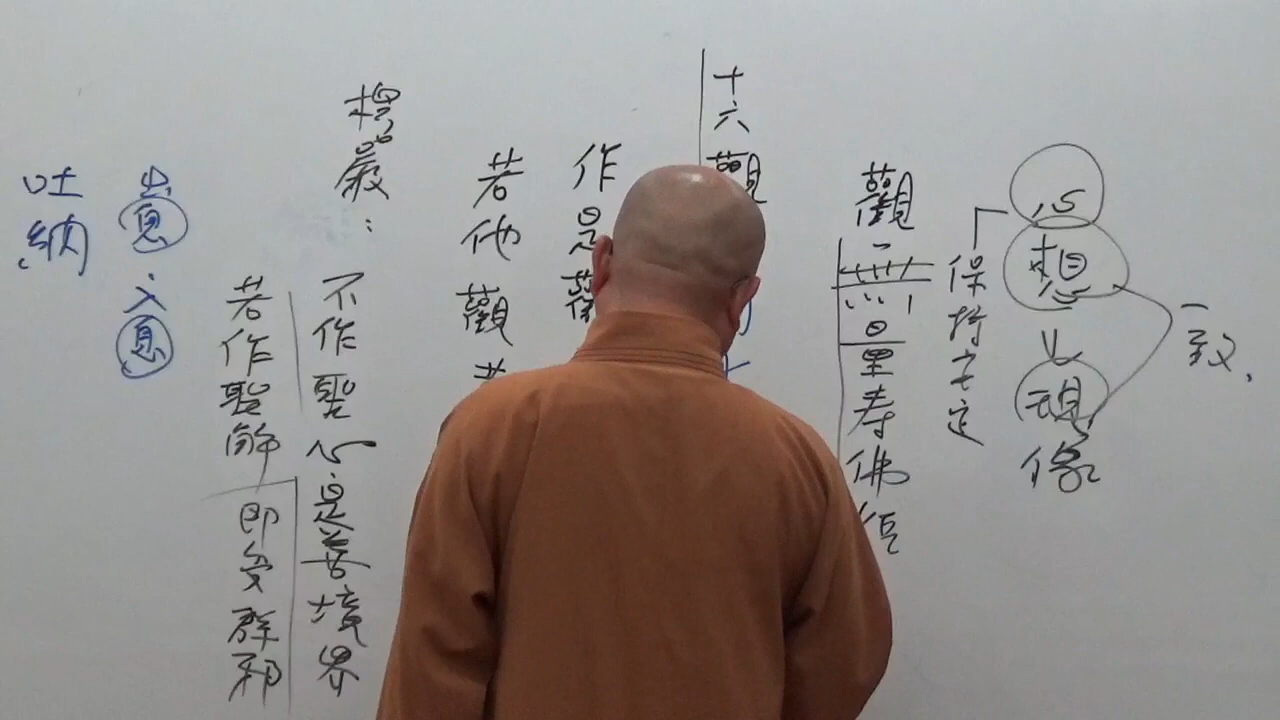 心想
現像
一致
保持安定
觀無量壽佛經
十六觀
作是
若他觀
楞嚴：
不作聖心是善境界
若作聖解即受群邪
出息入息
吐納